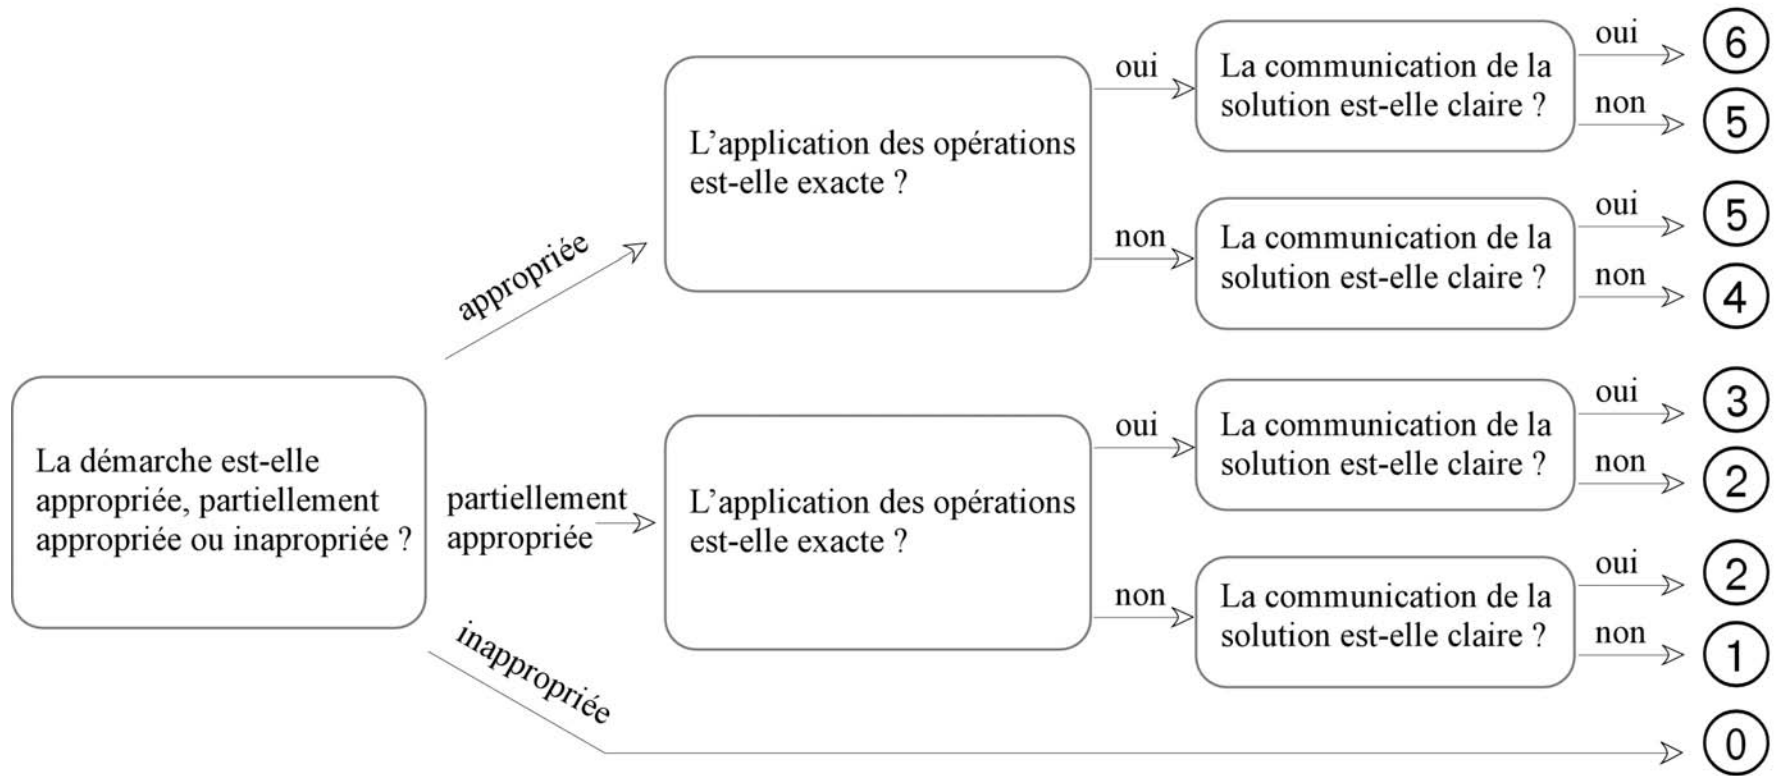 La démarche est-elle
appropriée, partiellement
appropriée ou inapropriée ?
appropriée
L’application des opérations
est-elle exacte ?
oui
La communication de la
solution est-elle claire ?
oui
6
non
5
non
La communication de la
solution est-elle claire ?
oui
5
non
4
partiellement
appropriée
L’application des opérations
est-elle exacte ?
oui
La communication de la
solution est-elle claire ?
oui
3
non
2
non
La communication de la
solution est-elle claire ?
oui
2
non
1
inappropriée
0